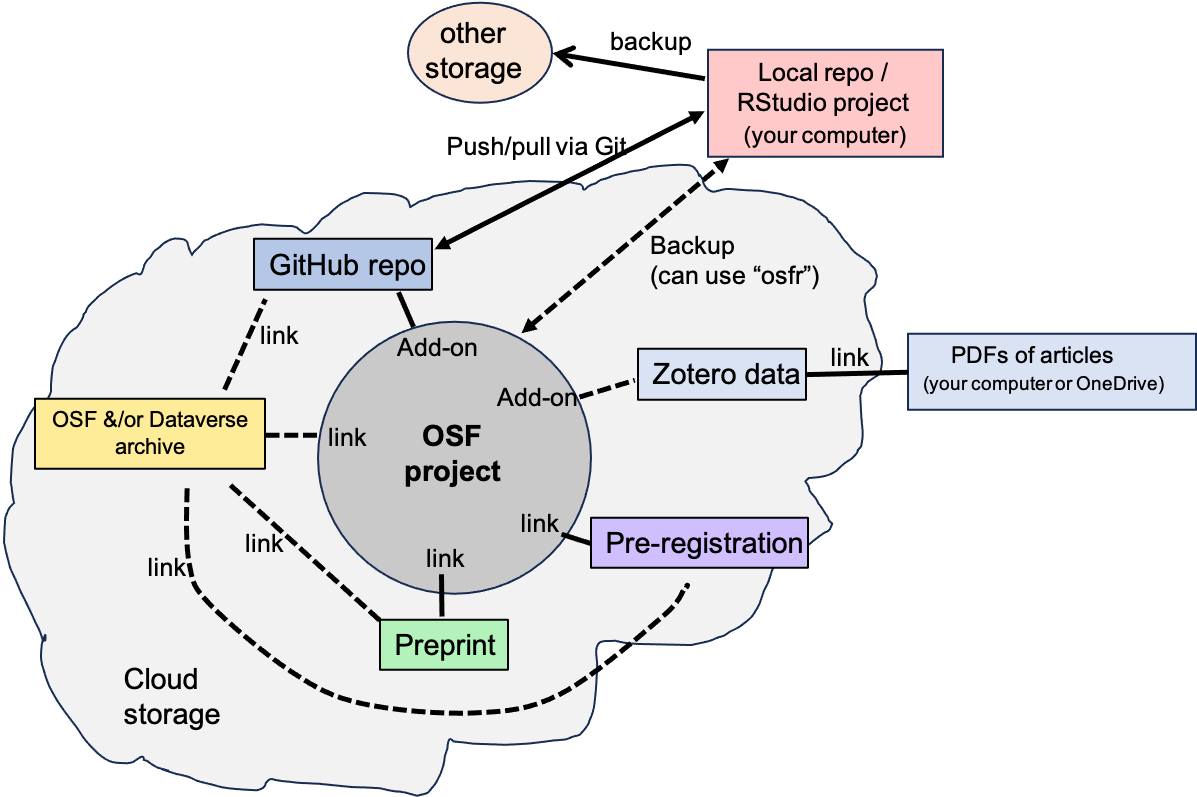 other
storage
backup
Local repo /
RStudio project
(your computer)
Push/pull via Git
Backup
(can use “osfr”)
GitHub repo
link
Add-on
Zotero data
link
PDFs of articles
(your computer or OneDrive)
Add-on
OSF &/or Dataverse
archive
link
OSF
project
link
Pre-registration
link
link
link
Preprint
Cloud
storage